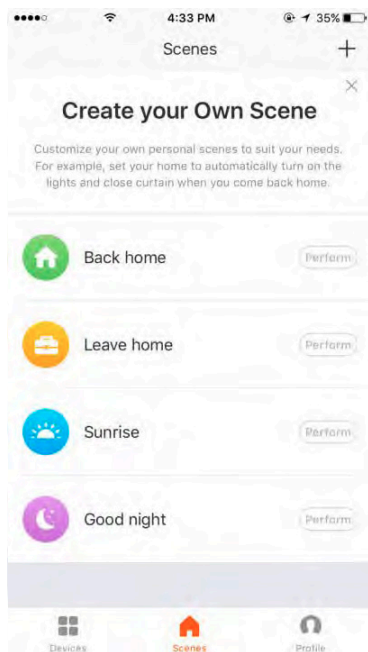 4:33 PM
35%
Scenes
Create your Own Scene
Customize your own personal scenes to suit your needs.
For example, set your home to automatically turn on the
lights and close curtain when you come back home.
Back home
Perform
Leave home
Perform
Sunrise
Perform
Good night
Perform
Devices
Scenes
Profile